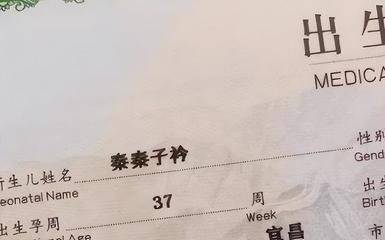 出生
MEDICA
新生儿姓名 秦秦子衿 性别
eonatal Name Gend
出生孕周 37 周 出生
Week Birt
宜昌 市